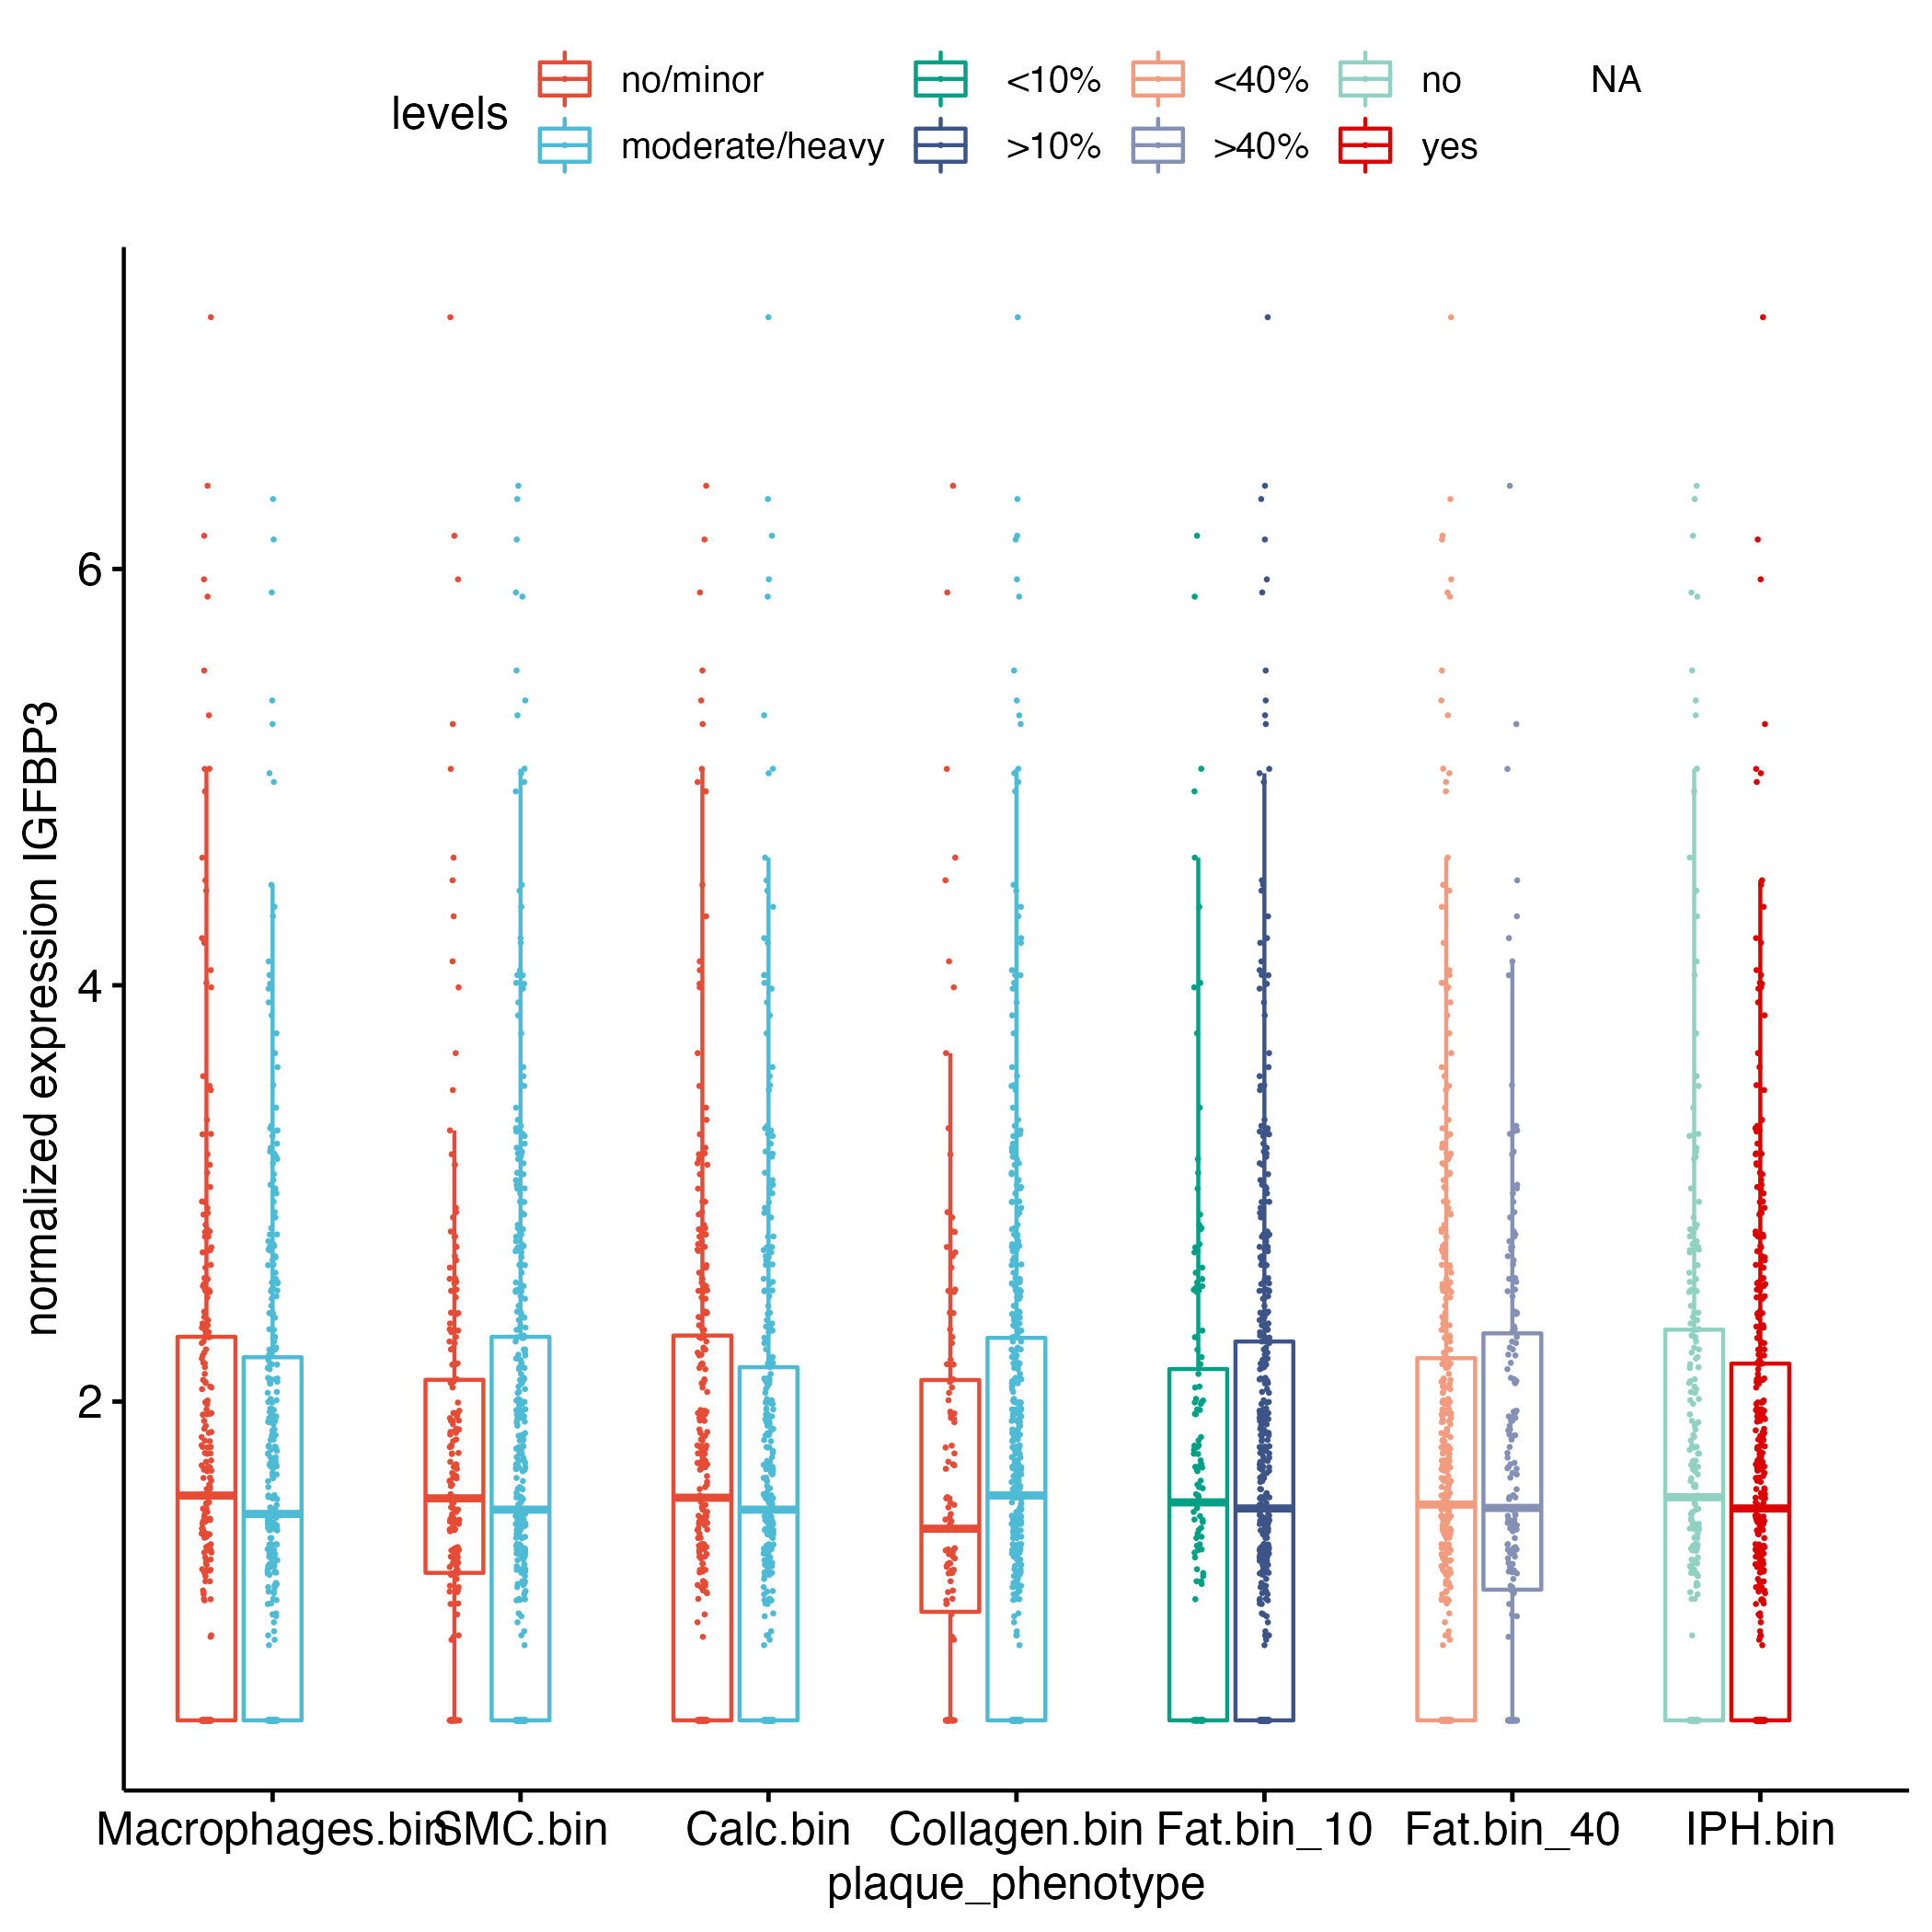 levels
no/minor <10% <40% no NA
moderate/heavy >10% >40% yes
normalized expression IGFBP3
6
4
2
Macrophages.bin SMC.bin Calc.bin Collagen.bin Fat.bin_10 Fat.bin_40 IPH.bin
plaque_phenotype